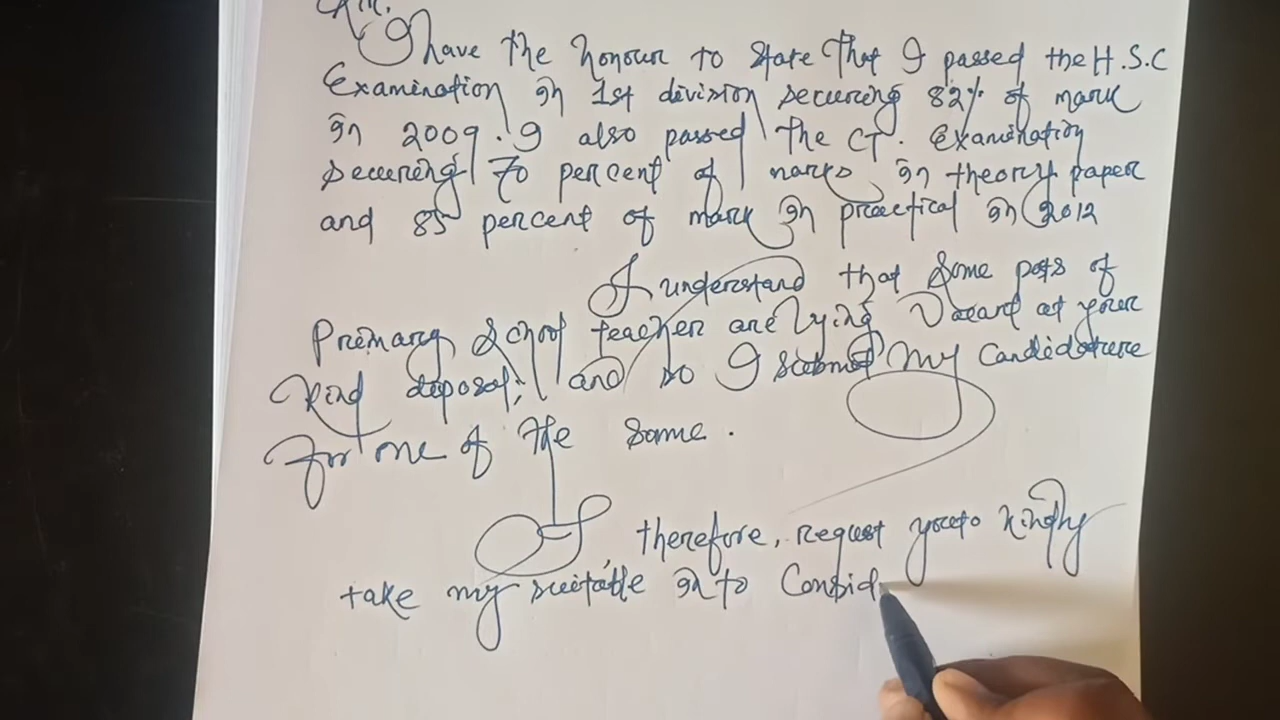 Sir.
I have the honour to state that I passed the H.S.C
Examination in 1st division securing 82% of mark
in 2009. I also passed the CT. Examination
securing 70 percent of marks in theory paper
and 85 percent of mark in practical in 2012
I understand that some posts of
Primary School teacher are lying Vacant at your
kind disposal, and so I submit my candidature
for one of the same.
I, therefore, request you to kindly
take my suitable in to Consid